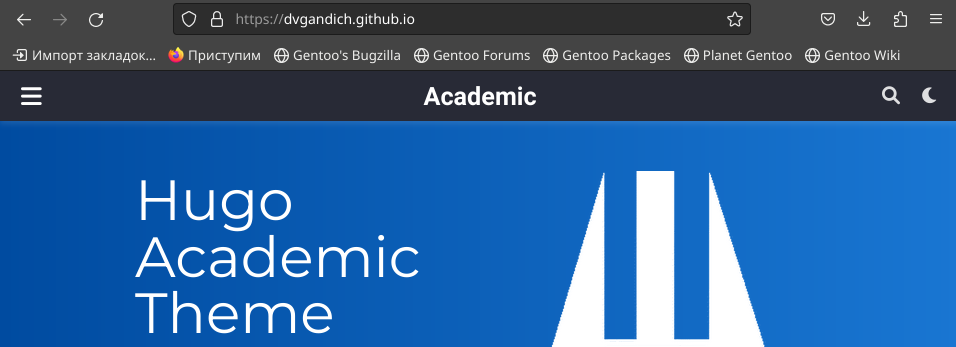 https://dvgandich.github.io
Импорт закладок... Приступим Gentoo's Bugzilla Gentoo Forums Gentoo Packages Planet Gentoo Gentoo Wiki
Academic
Hugo
Academic
Theme